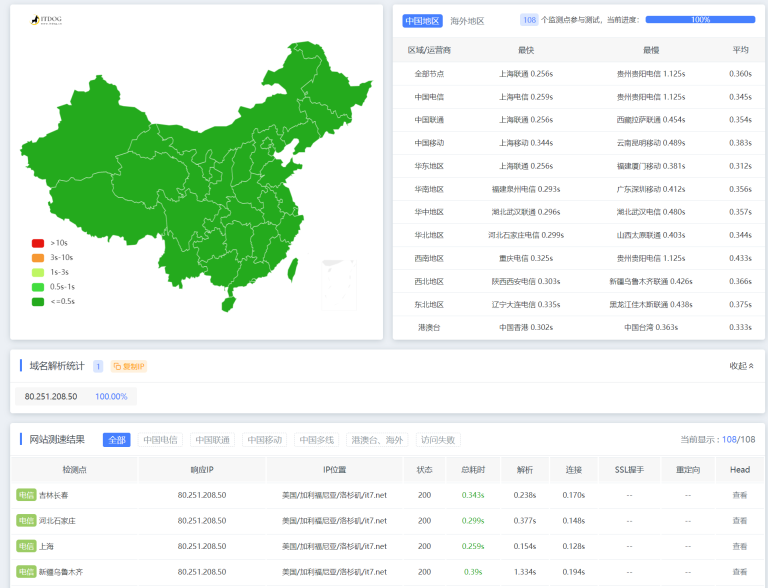 ITDOG
>10s
3s-10s
1s-3s
0.5s-1s
<=0.5s
中国地区 海外地区 108 个监测点参与测试，当前进度： 100%
区域/运营商 最快 最慢 平均
全部节点 上海联通 0.256s 贵州贵阳电信 1.125s 0.360s
中国电信 上海电信 0.259s 贵州贵阳电信 1.125s 0.345s
中国联通 上海联通 0.256s 西藏拉萨联通 0.454s 0.354s
中国移动 上海移动 0.344s 云南昆明移动 0.489s 0.383s
华东地区 上海联通 0.256s 福建厦门移动 0.381s 0.312s
华南地区 福建泉州电信 0.293s 广东深圳移动 0.412s 0.356s
华中地区 湖北武汉联通 0.296s 湖北武汉电信 0.480s 0.357s
华北地区 河北石家庄电信 0.299s 山西太原联通 0.403s 0.344s
西南地区 重庆电信 0.325s 贵州贵阳电信 1.125s 0.433s
西北地区 陕西西安电信 0.303s 新疆乌鲁木齐联通 0.426s 0.366s
东北地区 辽宁大连电信 0.335s 黑龙江佳木斯联通 0.438s 0.375s
港澳台 中国香港 0.302s 中国台湾 0.363s 0.333s
域名解析统计 1 复制IP 收起
80.251.208.50 100.00%
网站测速结果 全部 中国电信 中国联通 中国移动 中国多线 港澳台、海外 访问失败 当前显示 : 108/108
检测点 响应IP IP位置 状态 总耗时 解析 连接 SSL握手 重定向 Head
电信 吉林长春 80.251.208.50 美国/加利福尼亚/洛杉矶/it7.net 200 0.343s 0.238s 0.170s -- -- 查看
电信 河北石家庄 80.251.208.50 美国/加利福尼亚/洛杉矶/it7.net 200 0.299s 0.377s 0.148s -- -- 查看
电信 上海 80.251.208.50 美国/加利福尼亚/洛杉矶/it7.net 200 0.259s 0.154s 0.128s -- -- 查看
电信 新疆乌鲁木齐 80.251.208.50 美国/加利福尼亚/洛杉矶/it7.net 200 0.39s 1.334s 0.194s -- -- 查看